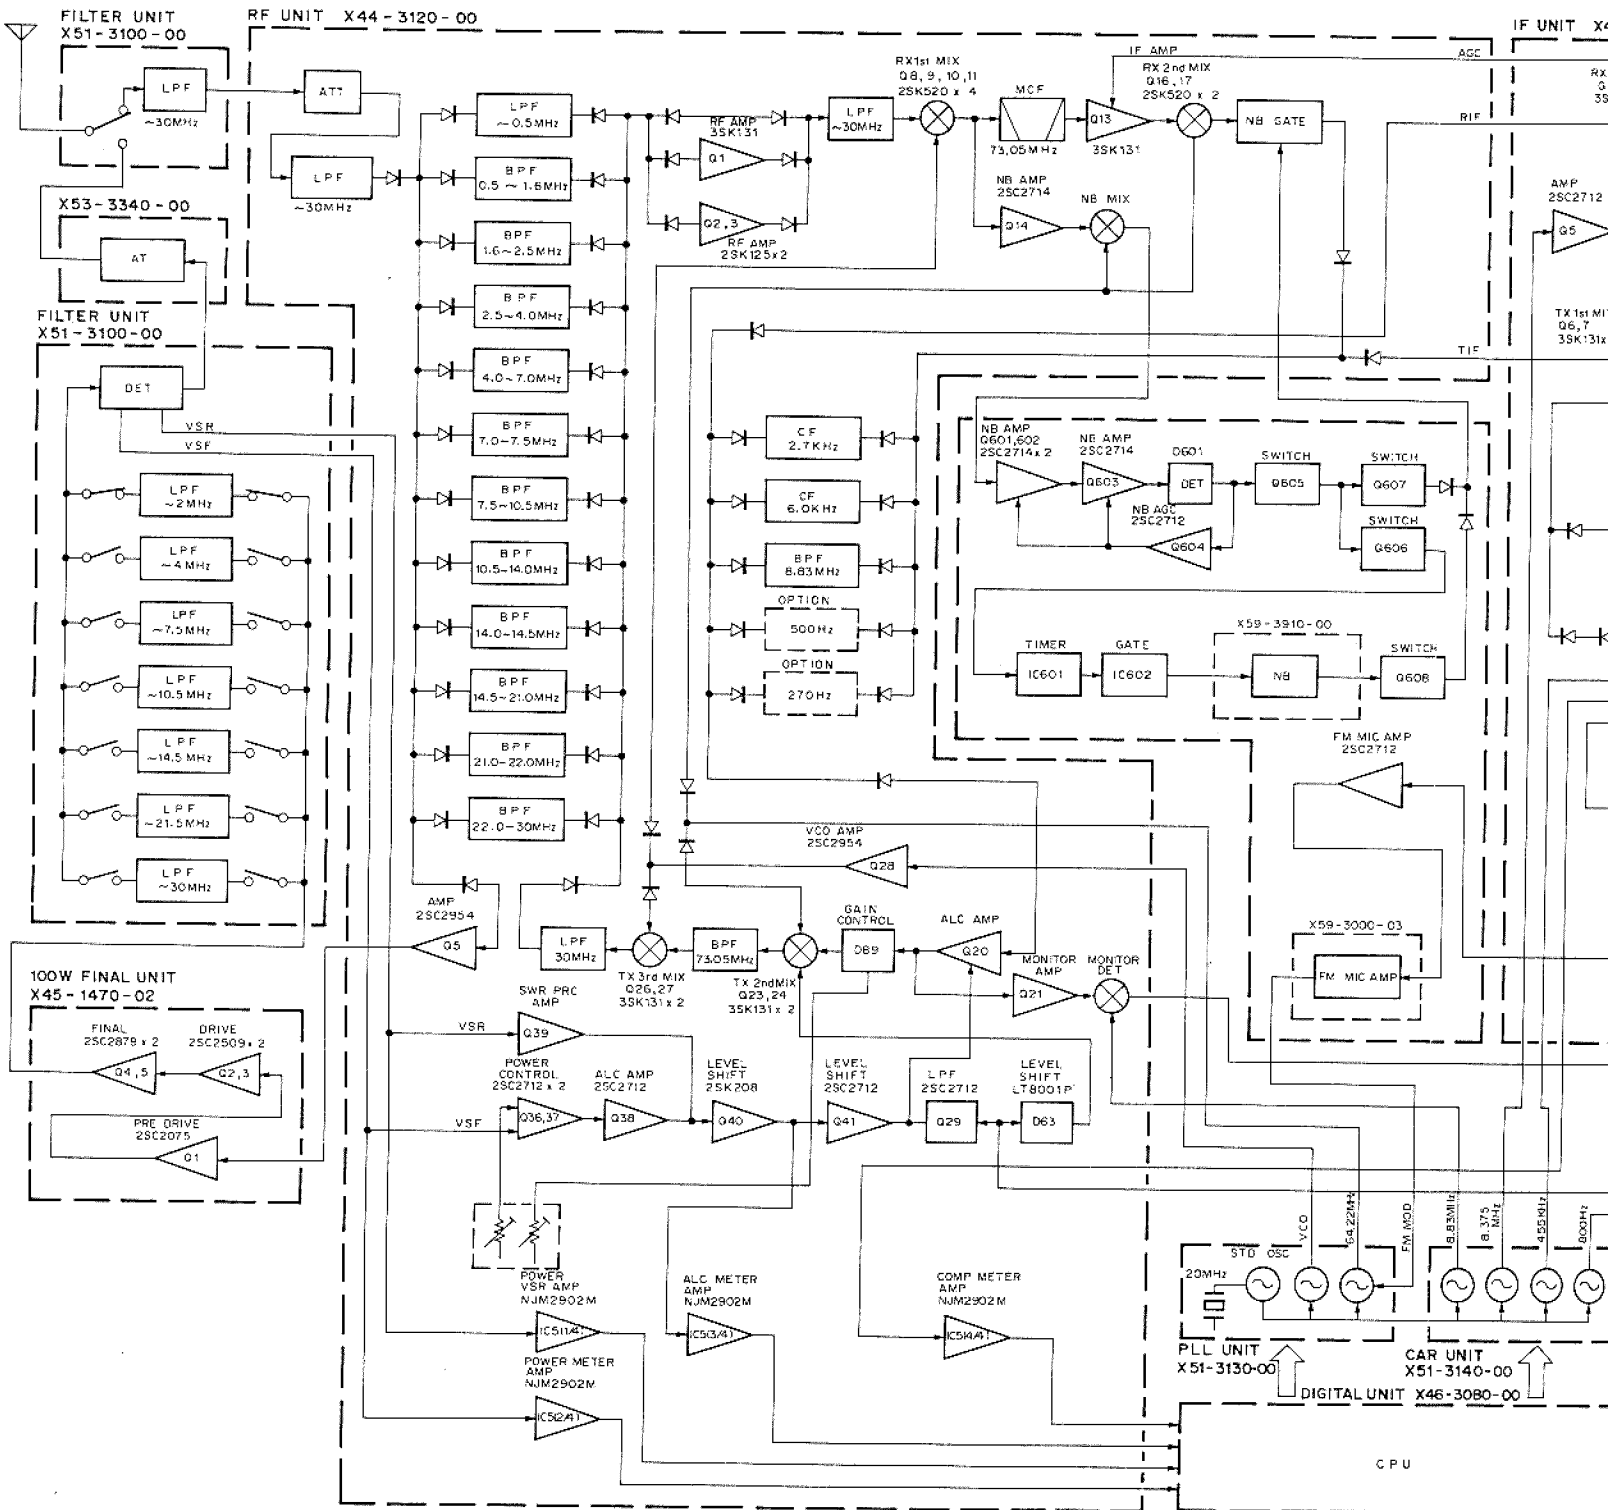 FILTER UNIT
X51-3100-00
LPF
~30MHz
RF UNIT X44-3120-00
ATT
LPF
~30MHz
X53-3340-00
AT
FILTER UNIT
X51-3100-00
DET
VSR
VSF
LPF
~2MHz
LPF
~4MHz
LPF
~7.5MHz
LPF
~10.5MHz
LPF
~14.5MHz
LPF
~21.5MHz
LPF
~30MHz
100W FINAL UNIT
X45-1470-02
FINAL
2SC2879 x 2
Q4,5
DRIVE
2SC2509 x 2
Q2,3
PRE DRIVE
2SC2075
Q1
LPF
~0.5MHz
BPF
0.5~1.6MHz
BPF
1.6~2.5MHz
BPF
2.5~4.0MHz
BPF
4.0~7.0MHz
BPF
7.0-7.5MHz
BPF
7.5~10.5MHz
BPF
10.5-14.0MHz
BPF
14.0-14.5MHz
BPF
14.5-21.0MHz
BPF
21.0-22.0MHz
BPF
22.0-30MHz
AMP
2SC2954
Q5
RF AMP
3SK131
Q1
Q2,3
RF AMP
2SK125x2
LPF
~30MHz
RX1st MIX
Q8, 9, 10, 11
2SK520 x 4
MCF
73.05MHz
IF AMP
Q13
3SK131
RX 2nd MIX
Q16,17
2SK520 x 2
NB GATE
AGC
RIF
TIF
NB AMP
2SC2714
Q14
NB MIX
CF
2.7KHz
CF
6.0KHz
BPF
8.83MHz
OPTION
500Hz
OPTION
270Hz
NB AMP
Q601,602
2SC2714x2
NB AMP
2SC2714
Q603
D601
DET
SWITCH
Q605
SWITCH
Q607
NB AGC
2SC2712
Q604
SWITCH
Q606
TIMER
IC601
GATE
IC602
X59-3910-00
NB
SWITCH
Q608
FM MIC AMP
2SC2712
X59-3000-03
FM MIC AMP
VCO AMP
2SC2954
Q28
LPF
30MHz
TX 3rd MIX
Q26,27
3SK131 x 2
BPF
73.05MHz
TX 2nd MIX
Q23,24
3SK131 x 2
GAIN
CONTROL
D89
ALC AMP
Q20
MONITOR
AMP
Q21
MONITOR
DET
SWR PRC
AMP
VSR
Q39
POWER
CONTROL
2SC2712 x 2
VSF
Q36,37
ALC AMP
2SC2712
Q38
LEVEL
SHIFT
2SK208
Q40
LEVEL
SHIFT
2SC2712
Q41
LPF
2SC2712
Q29
LEVEL
SHIFT
LT8001P
D63
POWER
VSR AMP
NJM2902M
IC5(1/4)
POWER METER
AMP
NJM2902M
IC5(2/4)
ALC METER
AMP
NJM2902M
IC5(3/4)
COMP METER
AMP
NJM2902M
IC5(4/4)
VCO
64.22MHz
FM MOD
8.83MHz
8.375
MHz
455KHz
800Hz
STD OSC
20MHz
PLL UNIT
X51-3130-00
CAR UNIT
X51-3140-00
DIGITAL UNIT X46-3080-00
CPU
IF UNIT X4
RX
Q
3S
AMP
2SC2712
Q5
TX 1st MI
Q6,7
3SK131x